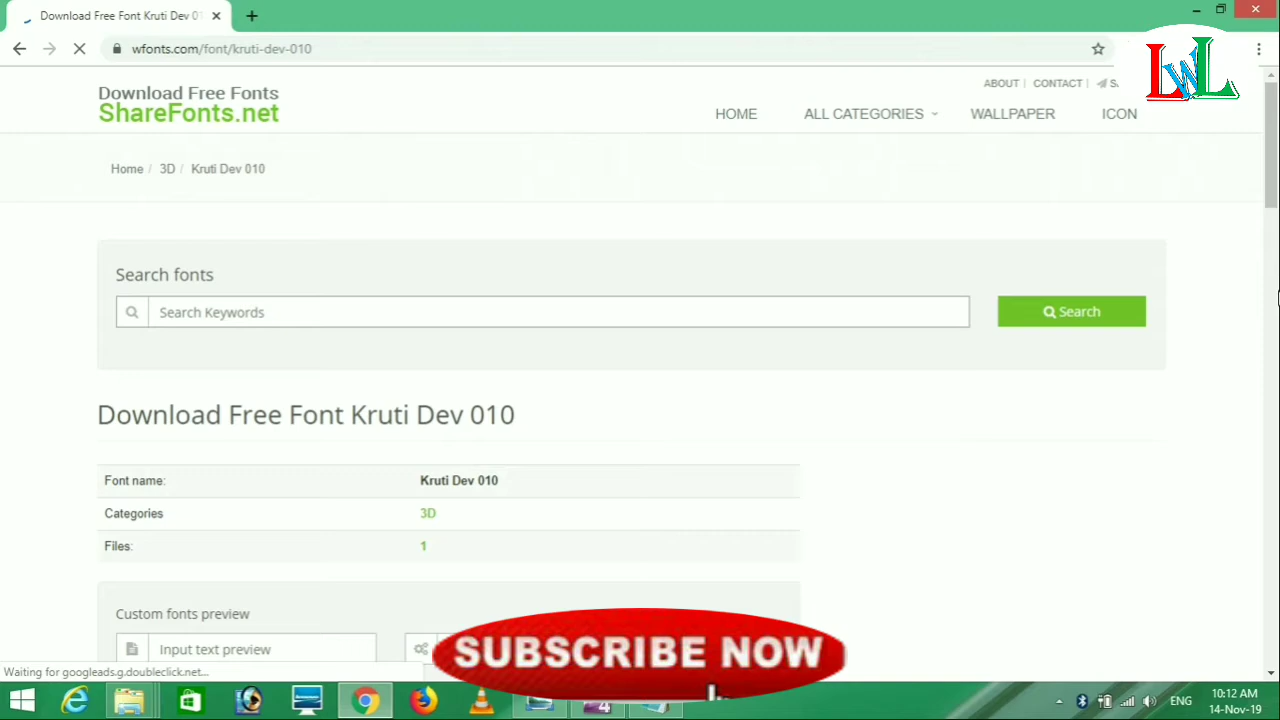 Download Free Font Kruti Dev 01
wfonts.com/font/kruti-dev-010
LWL
ABOUT | CONTACT |
Download Free Fonts
ShareFonts.net
HOME ALL CATEGORIES WALLPAPER ICON
Home / 3D / Kruti Dev 010
Search fonts
Search Keywords
Search
Download Free Font Kruti Dev 010
Font name: Kruti Dev 010
Categories 3D
Files: 1
Custom fonts preview
Input text preview
SUBSCRIBE NOW
Waiting for googleads.g.doubleclick.net...
ENG
10:12 AM
14-Nov-19